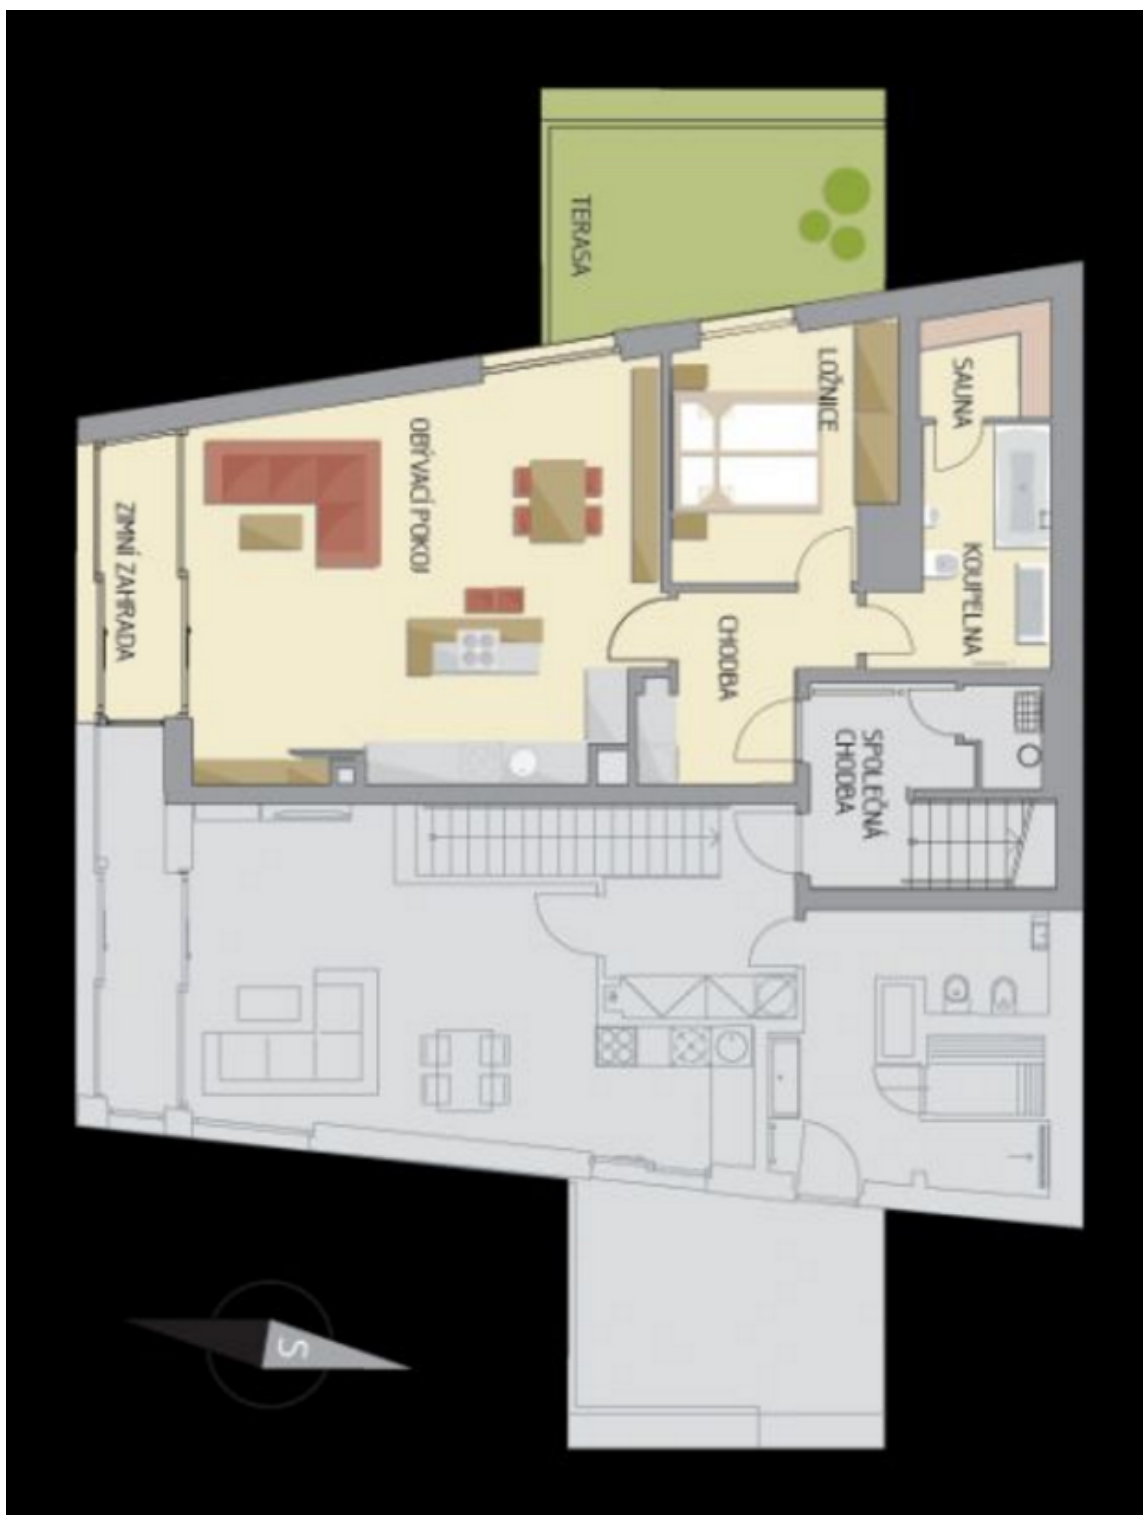 TERASA
LOŽNICE
SAUNA
OBÝVACÍ POKOJ
ZIMNÍ ZAHRADA
KOUPELNA
CHODBA
SPOLEČNÁ
CHODBA
S